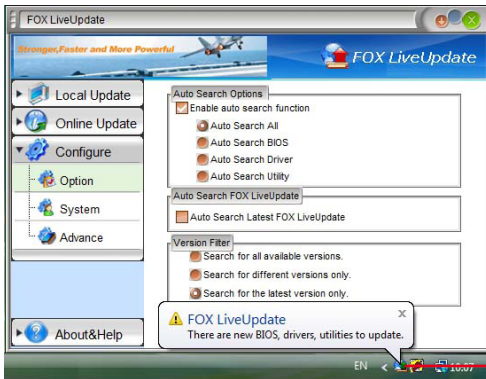 FOX LiveUpdate
Stronger,Faster and More Powerful
FOX LiveUpdate
Local Update
Online Update
Configure
Option
System
Advance
About&Help
Auto Search Options
Enable auto search function
Auto Search All
Auto Search BIOS
Auto Search Driver
Auto Search Utility
Auto Search FOX LiveUpdate
Auto Search Latest FOX LiveUpdate
Version Filter
Search for all available versions.
Search for different versions only.
Search for the latest version only.
FOX LiveUpdate
There are new BIOS, drivers, utilities to update.
EN
10:07